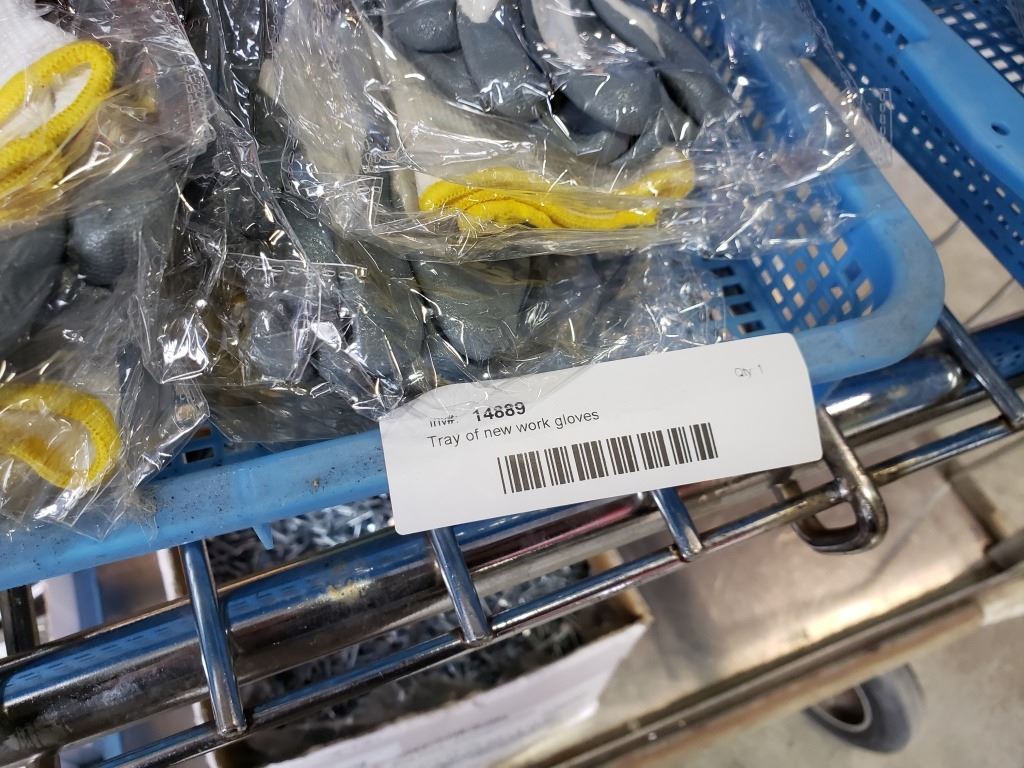 Inv#: 14889
Qty: 1
Tray of new work gloves